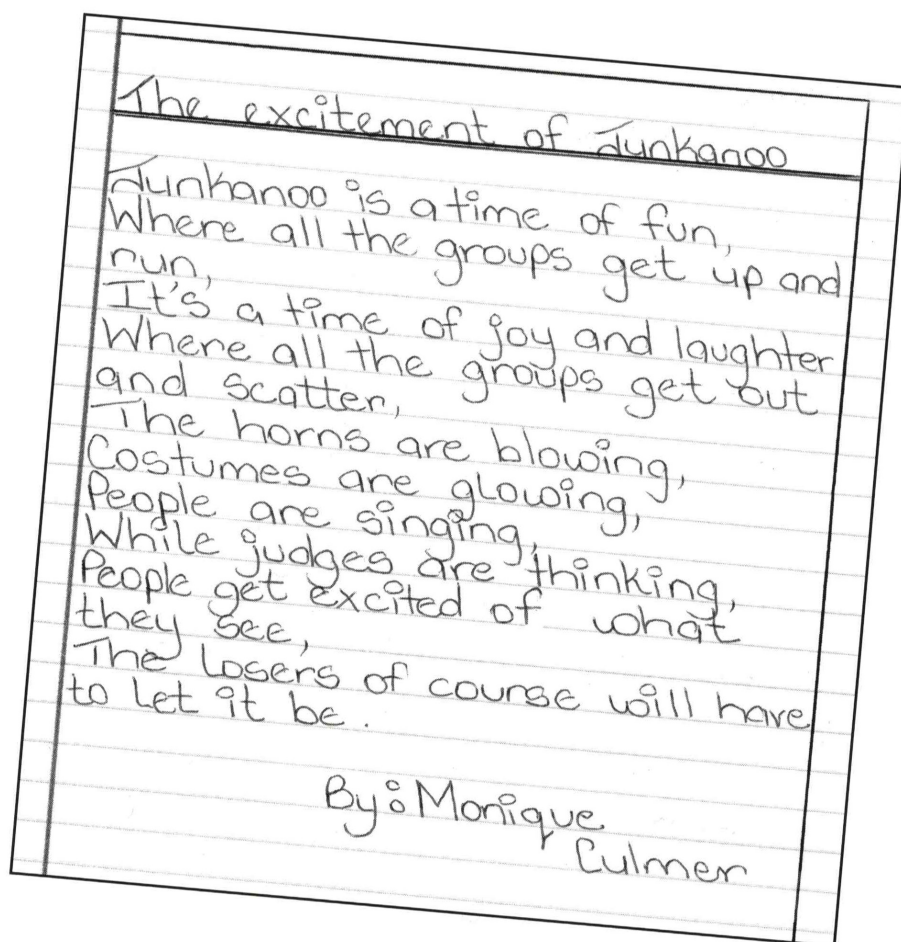 The excitement of Junkanoo
Junkanoo is a time of fun,
Where all the groups get up and
run,
It's a time of joy and laughter
Where all the groups get out
and scatter,
The horns are blowing,
Costumes are glowing,
People are singing,
While judges are thinking,
People get excited of what
they see,
The losers of course will have
to let it be.
By: Monique
Culmer